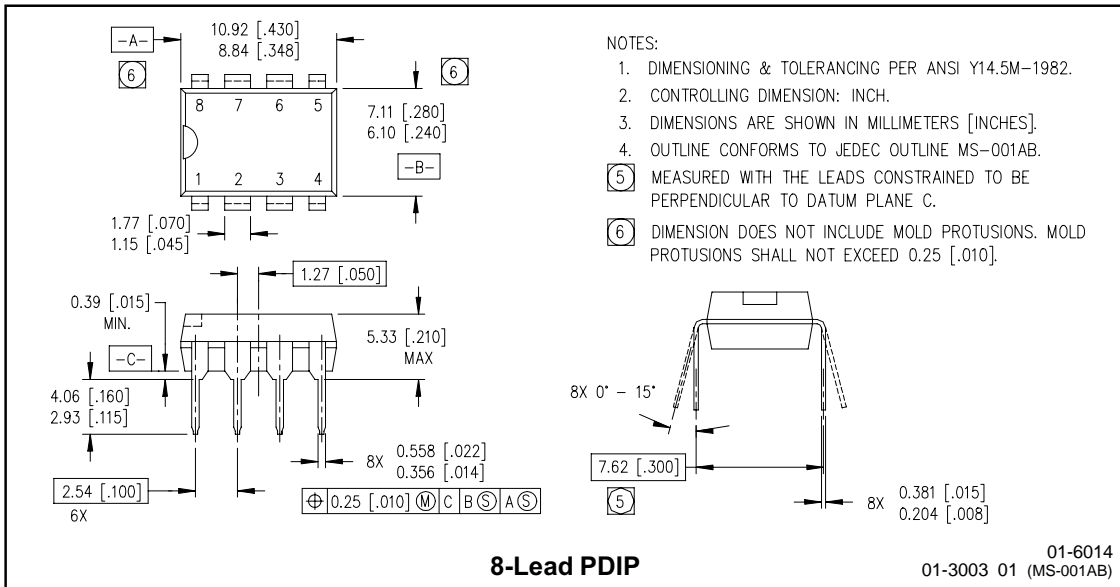 10.92 [.430]
8.84 [.348]
-A-
6
6
8 7 6 5
1 2 3 4
7.11 [.280]
6.10 [.240]
-B-
1.77 [.070]
1.15 [.045]
1.27 [.050]
0.39 [.015]
MIN.
-C-
5.33 [.210]
MAX
4.06 [.160]
2.93 [.115]
8X 0.558 [.022]
0.356 [.014]
2.54 [.100]
6X
⌖ 0.25 [.010] Ⓜ C B Ⓢ A Ⓢ
NOTES:
1. DIMENSIONING & TOLERANCING PER ANSI Y14.5M-1982.
2. CONTROLLING DIMENSION: INCH.
3. DIMENSIONS ARE SHOWN IN MILLIMETERS [INCHES].
4. OUTLINE CONFORMS TO JEDEC OUTLINE MS-001AB.
5 MEASURED WITH THE LEADS CONSTRAINED TO BE
PERPENDICULAR TO DATUM PLANE C.
6 DIMENSION DOES NOT INCLUDE MOLD PROTUSIONS. MOLD
PROTUSIONS SHALL NOT EXCEED 0.25 [.010].
8X 0° - 15°
7.62 [.300]
5
8X 0.381 [.015]
0.204 [.008]
8-Lead PDIP
01-6014
01-3003 01 (MS-001AB)